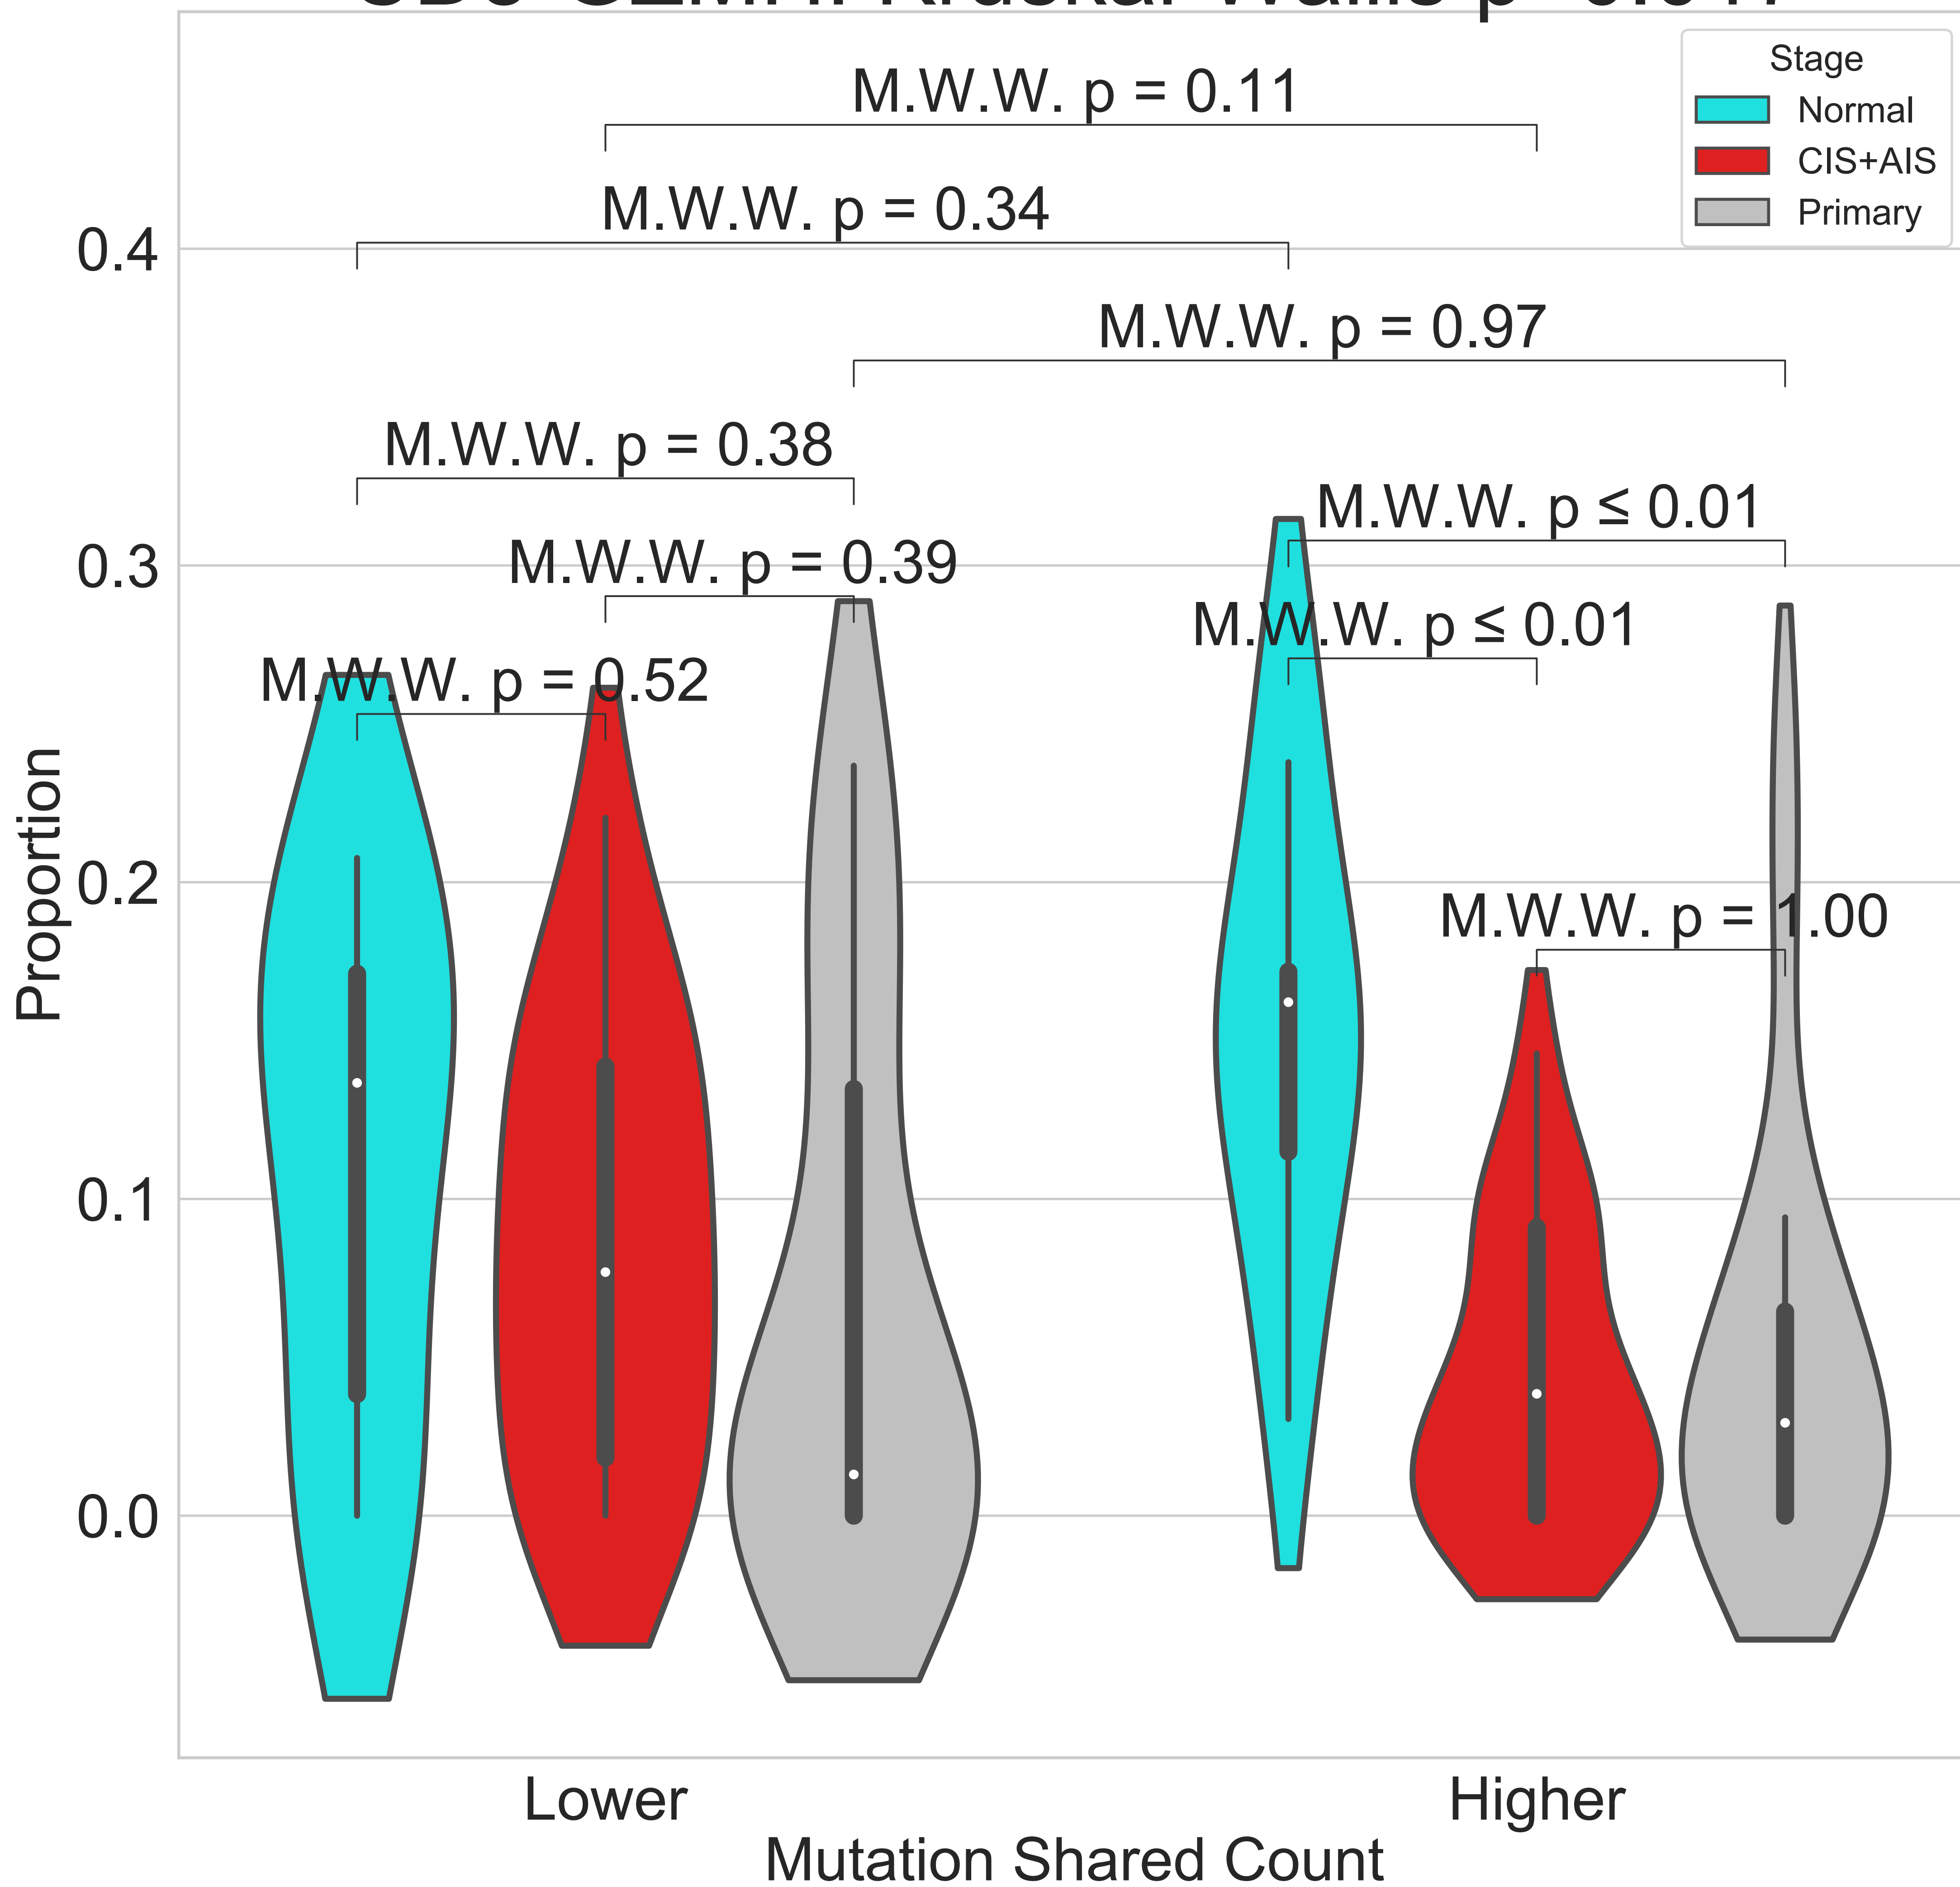 Stage
Normal
CIS+AIS
Primary
M.W.W. p = 0.11
M.W.W. p = 0.34
M.W.W. p = 0.97
M.W.W. p = 0.38
M.W.W. p ≤ 0.01
M.W.W. p = 0.39
M.W.W. p ≤ 0.01
M.W.W. p = 0.52
M.W.W. p = 1.00
0.4
0.3
0.2
0.1
0.0
Proportion
Lower
Higher
Mutation Shared Count